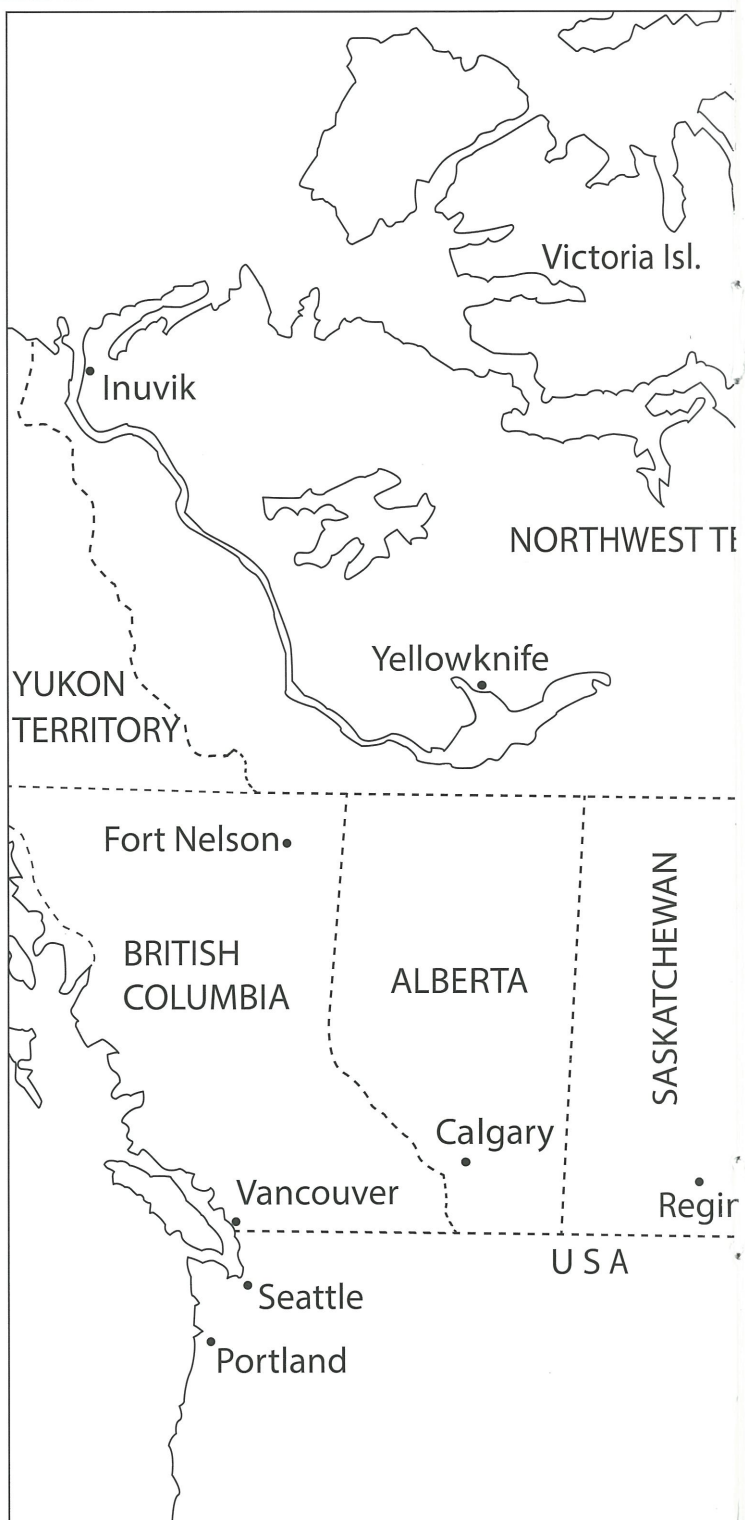 Victoria Isl.
Inuvik
NORTHWEST TE
Yellowknife
YUKON
TERRITORY
Fort Nelson
BRITISH
COLUMBIA
ALBERTA
SASKATCHEWAN
Calgary
Vancouver
Regin
U S A
Seattle
Portland